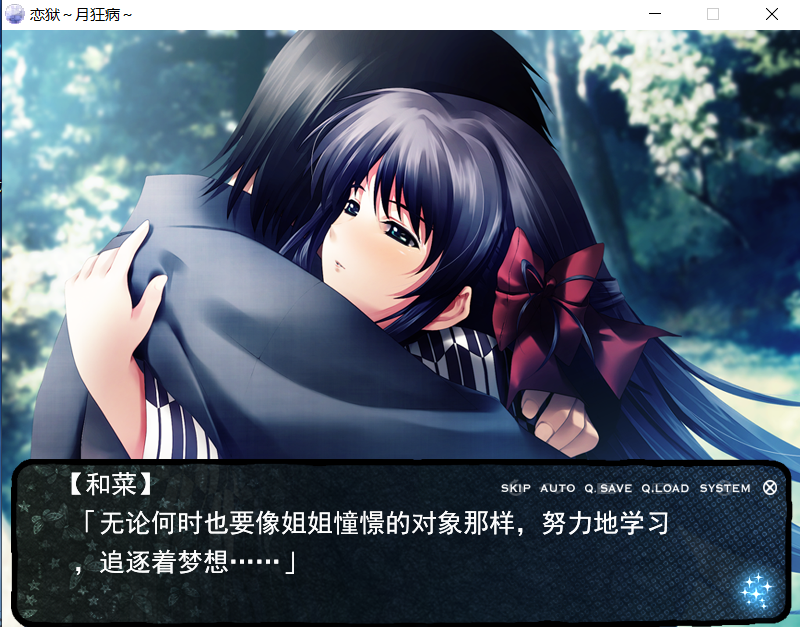 恋狱～月狂病～
【和菜】
SKIP AUTO Q.SAVE Q.LOAD SYSTEM
「无论何时也要像姐姐憧憬的对象那样，努力地学习
，追逐着梦想……」